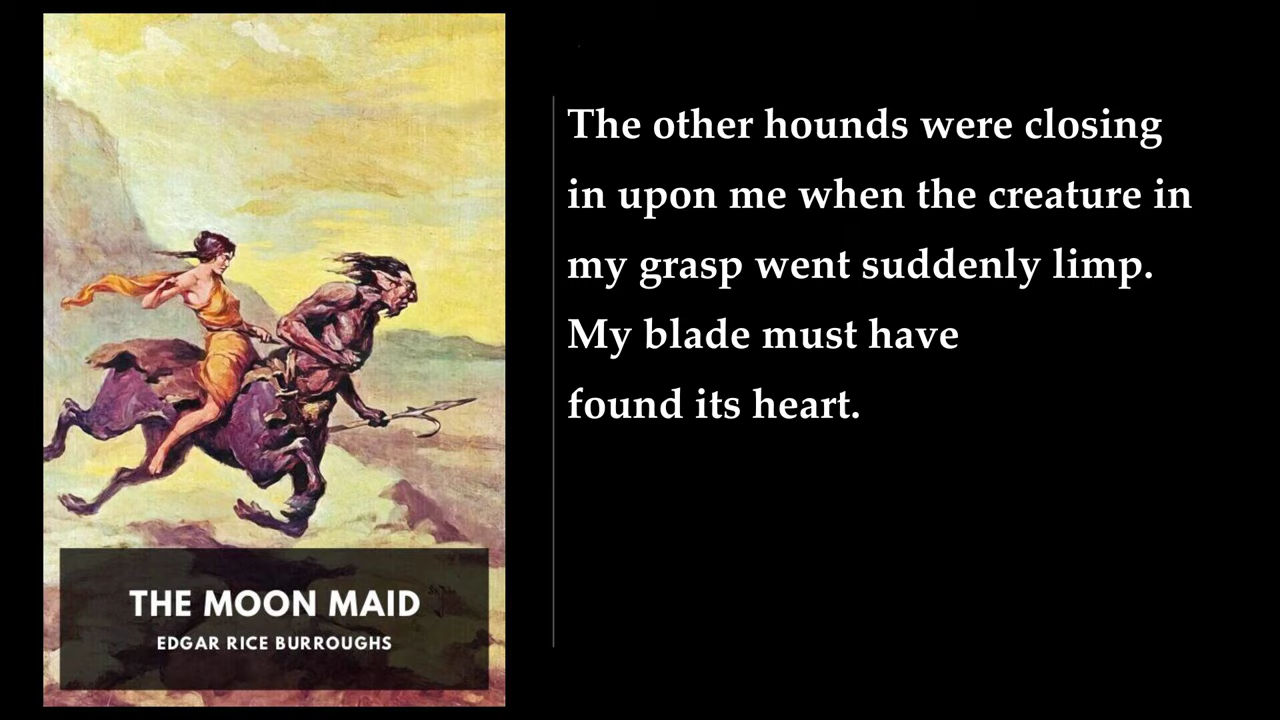 The other hounds were closing
in upon me when the creature in
my grasp went suddenly limp.
My blade must have
found its heart.
THE MOON MAID
EDGAR RICE BURROUGHS